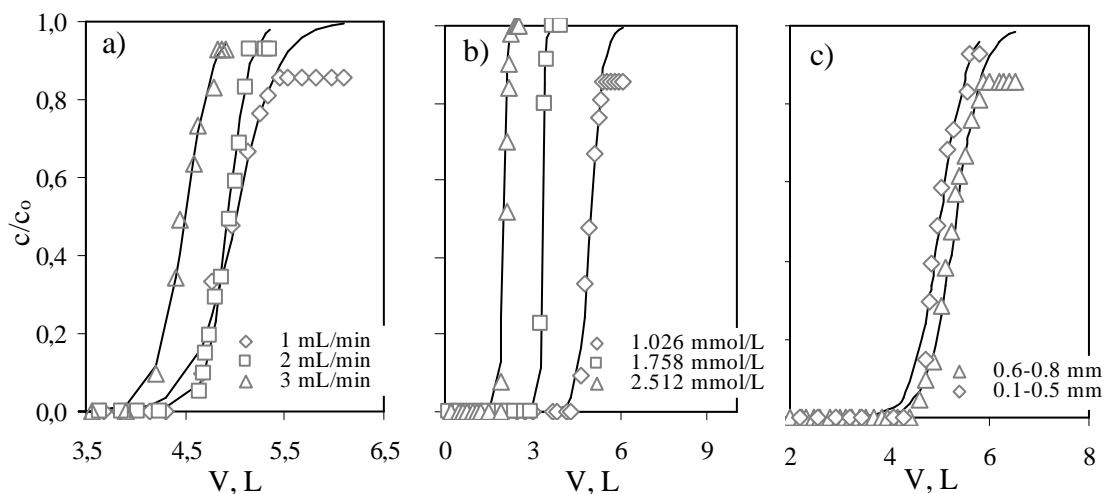 a)
1,0
0,8
0,6
0,4
0,2
0,0
c/c₀
1 mL/min
2 mL/min
3 mL/min
3,5 4,5 5,5 6,5
V, L
b)
1.026 mmol/L
1.758 mmol/L
2.512 mmol/L
0 3 6 9
V, L
c)
0.6-0.8 mm
0.1-0.5 mm
2 4 6 8
V, L